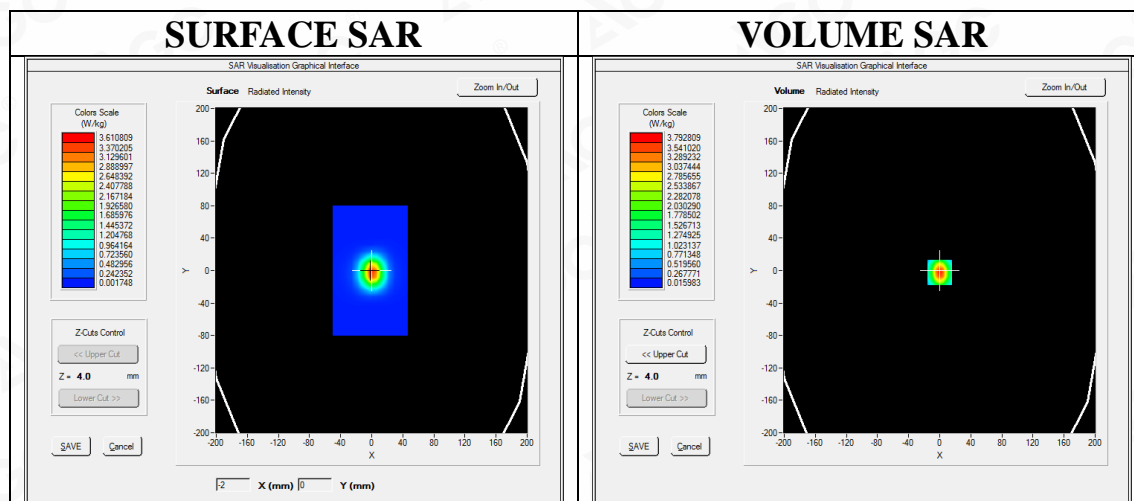 SURFACE SAR
SAR Visualisation Graphical Interface
Surface Radiated Intensity
Zoom In/Out
Colors Scale
(W/kg)
3.610809
3.370205
3.129601
2.888997
2.648392
2.407788
2.167184
1.926580
1.685976
1.445372
1.204768
0.964164
0.723560
0.482956
0.242352
0.001748
200
160
120
80
40
0
-40
-80
-120
-160
-200
Y
-200 -160 -120 -80 -40 0 40 80 120 160 200
X
Z-Cuts Control
<< Upper Cut
Z = 4.0 mm
Lower Cut >>
SAVE Cancel
-2 X (mm) 0 Y (mm)
VOLUME SAR
SAR Visualisation Graphical Interface
Volume Radiated Intensity
Zoom In/Out
Colors Scale
(W/kg)
3.792809
3.541020
3.289232
3.037444
2.785655
2.533867
2.282078
2.030290
1.778502
1.526713
1.274925
1.023137
0.771348
0.519560
0.267771
0.015983
200
160
120
80
40
0
-40
-80
-120
-160
-200
Y
-200 -160 -120 -80 -40 0 40 80 120 160 200
X
Z-Cuts Control
<< Upper Cut
Z = 4.0 mm
Lower Cut >>
SAVE Cancel